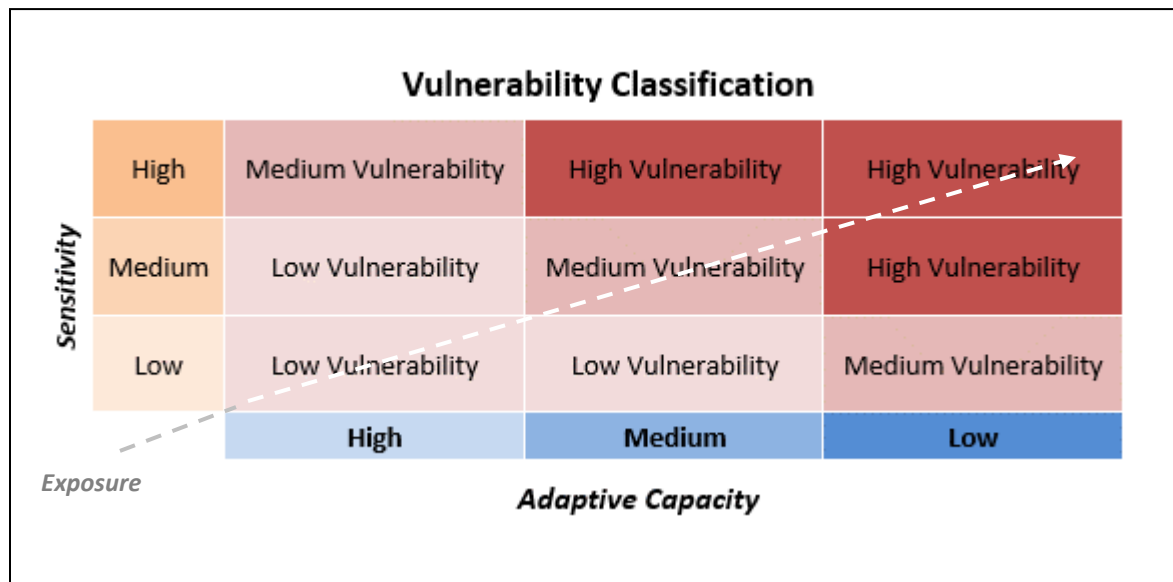 Vulnerability Classification
Sensitivity
High
Medium Vulnerability
High Vulnerability
High Vulnerability
Medium
Low Vulnerability
Medium Vulnerability
High Vulnerability
Low
Low Vulnerability
Low Vulnerability
Medium Vulnerability
High
Medium
Low
Exposure
Adaptive Capacity